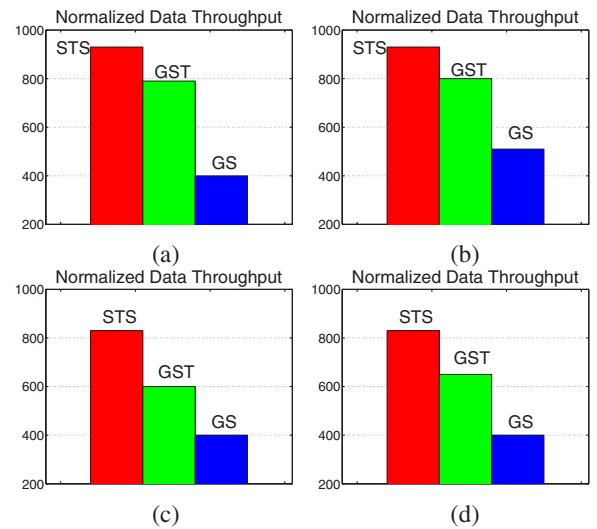 Normalized Data Throughput
1000
800
600
400
200
STS
GST
GS
(a)
Normalized Data Throughput
1000
800
600
400
200
STS
GST
GS
(b)
Normalized Data Throughput
1000
800
600
400
200
STS
GST
GS
(c)
Normalized Data Throughput
1000
800
600
400
200
STS
GST
GS
(d)